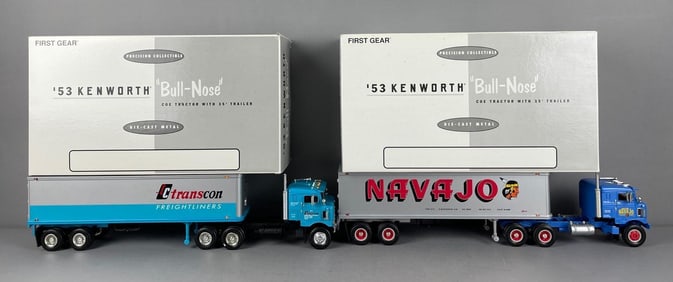 FIRST GEAR
PRECISION COLLECTIBLE
'53 KENWORTH "Bull-Nose"
COE TRACTOR WITH 35' TRAILER
DIE-CAST METAL
FIRST GEAR
PRECISION COLLECTIBLE
'53 KENWORTH "Bull-Nose"
COE TRACTOR WITH 35' TRAILER
DIE-CAST METAL
transcon
FREIGHTLINERS
NAVAJO